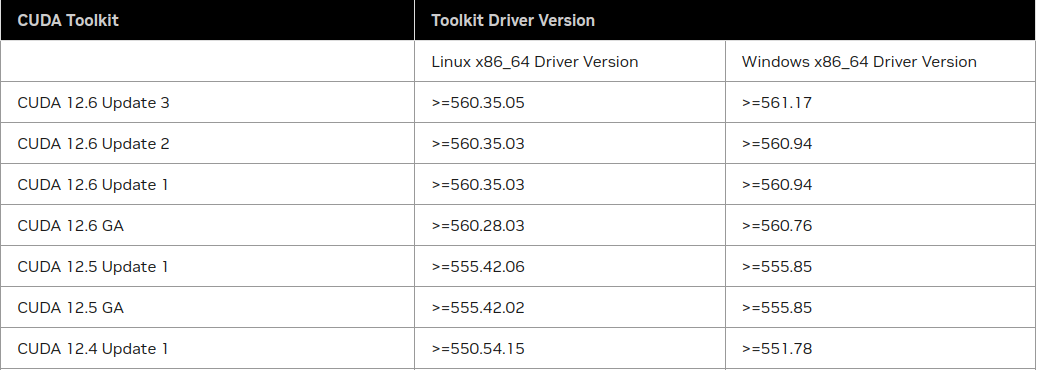 CUDA Toolkit Toolkit Driver Version
Linux x86_64 Driver Version Windows x86_64 Driver Version
CUDA 12.6 Update 3 >=560.35.05 >=561.17
CUDA 12.6 Update 2 >=560.35.03 >=560.94
CUDA 12.6 Update 1 >=560.35.03 >=560.94
CUDA 12.6 GA >=560.28.03 >=560.76
CUDA 12.5 Update 1 >=555.42.06 >=555.85
CUDA 12.5 GA >=555.42.02 >=555.85
CUDA 12.4 Update 1 >=550.54.15 >=551.78